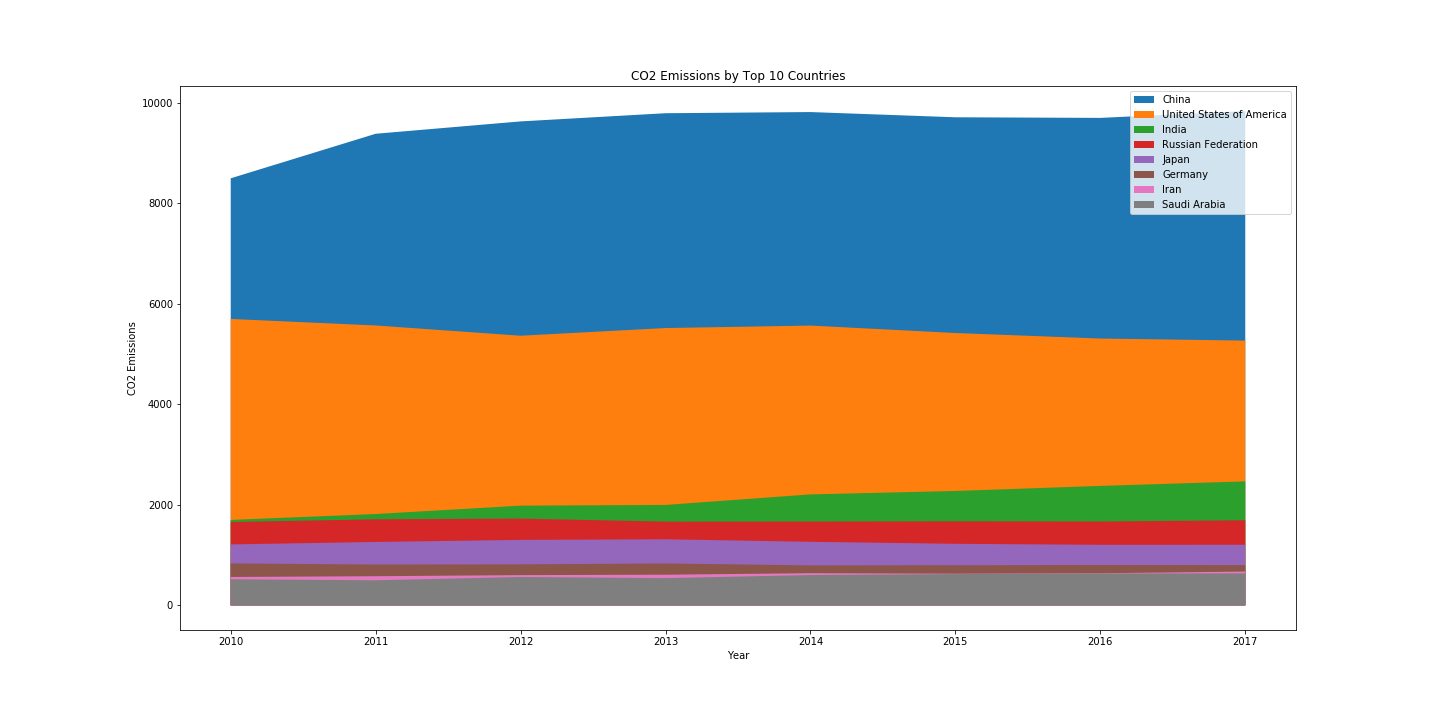 CO2 Emissions by Top 10 Countries
10000
8000
6000
4000
2000
0
CO2 Emissions
China
United States of America
India
Russian Federation
Japan
Germany
Iran
Saudi Arabia
2010 2011 2012 2013 2014 2015 2016 2017
Year